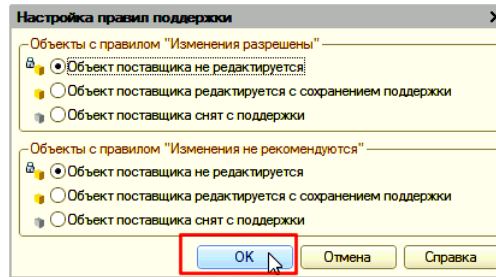 Настройка правил поддержки
Объекты с правилом "Изменения разрешены"
Объект поставщика не редактируется
Объект поставщика редактируется с сохранением поддержки
Объект поставщика снят с поддержки
Объекты с правилом "Изменения не рекомендуются"
Объект поставщика не редактируется
Объект поставщика редактируется с сохранением поддержки
Объект поставщика снят с поддержки
OK Отмена Справка